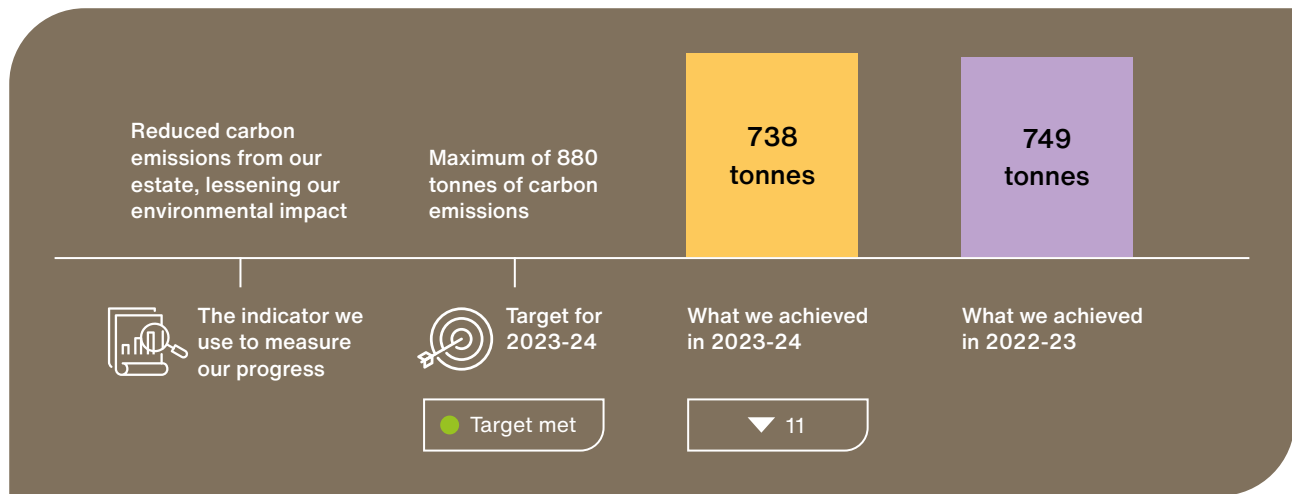 Reduced carbon
emissions from our
estate, lessening our
environmental impact
Maximum of 880
tonnes of carbon
emissions
738
tonnes
749
tonnes
The indicator we
use to measure
our progress
Target for
2023-24
What we achieved
in 2023-24
What we achieved
in 2022-23
Target met
▼ 11